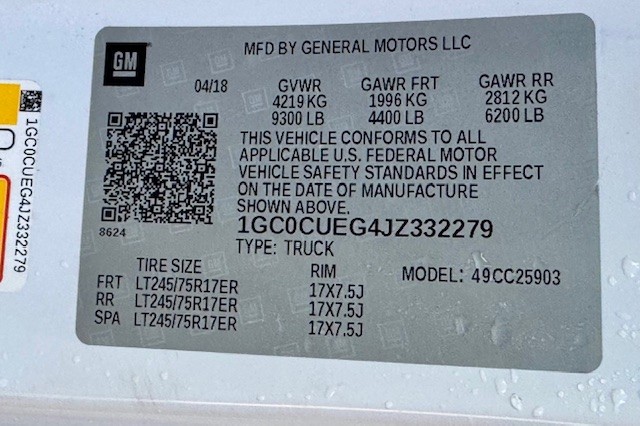 GM
MFD BY GENERAL MOTORS LLC
04/18 GVWR GAWR FRT GAWR RR
4219 KG 1996 KG 2812 KG
9300 LB 4400 LB 6200 LB
THIS VEHICLE CONFORMS TO ALL
APPLICABLE U.S. FEDERAL MOTOR
VEHICLE SAFETY STANDARDS IN EFFECT
ON THE DATE OF MANUFACTURE
SHOWN ABOVE.
8624
1GC0CUEG4JZ332279
TYPE: TRUCK
TIRE SIZE RIM MODEL: 49CC25903
FRT LT245/75R17ER 17X7.5J
RR LT245/75R17ER 17X7.5J
SPA LT245/75R17ER 17X7.5J
1GC0CUEG4JZ332279